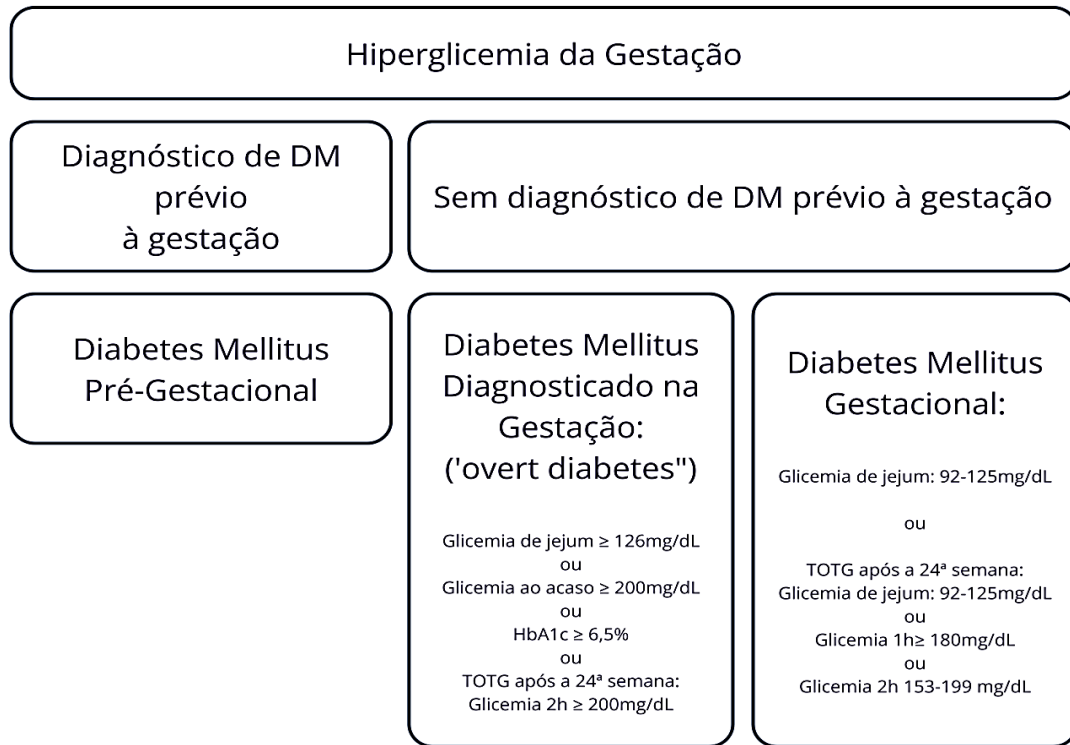 Hiperglicemia da Gestação
Diagnóstico de DM
prévio
à gestação
Sem diagnóstico de DM prévio à gestação
Diabetes Mellitus
Pré-Gestacional
Diabetes Mellitus
Diagnosticado na
Gestação:
('overt diabetes")
Glicemia de jejum ≥ 126mg/dL
ou
Glicemia ao acaso ≥ 200mg/dL
ou
HbA1c ≥ 6,5%
ou
TOTG após a 24ª semana:
Glicemia 2h ≥ 200mg/dL
Diabetes Mellitus
Gestacional:
Glicemia de jejum: 92-125mg/dL
ou
TOTG após a 24ª semana:
Glicemia de jejum: 92-125mg/dL
ou
Glicemia 1h≥ 180mg/dL
ou
Glicemia 2h 153-199 mg/dL